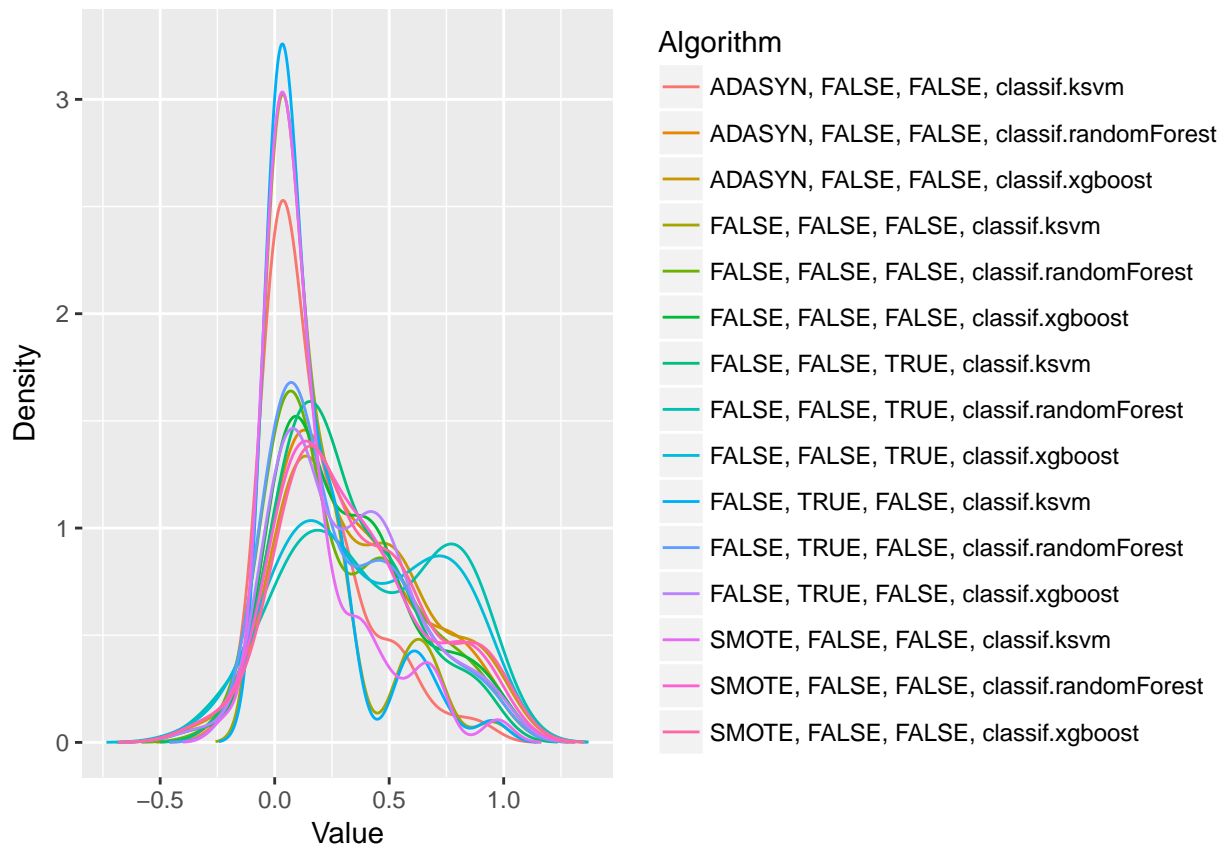 Algorithm
ADASYN, FALSE, FALSE, classif.ksvm
ADASYN, FALSE, FALSE, classif.randomForest
ADASYN, FALSE, FALSE, classif.xgboost
FALSE, FALSE, FALSE, classif.ksvm
FALSE, FALSE, FALSE, classif.randomForest
FALSE, FALSE, FALSE, classif.xgboost
FALSE, FALSE, TRUE, classif.ksvm
FALSE, FALSE, TRUE, classif.randomForest
FALSE, FALSE, TRUE, classif.xgboost
FALSE, TRUE, FALSE, classif.ksvm
FALSE, TRUE, FALSE, classif.randomForest
FALSE, TRUE, FALSE, classif.xgboost
SMOTE, FALSE, FALSE, classif.ksvm
SMOTE, FALSE, FALSE, classif.randomForest
SMOTE, FALSE, FALSE, classif.xgboost
Density
3
2
1
0
−0.5 0.0 0.5 1.0
Value